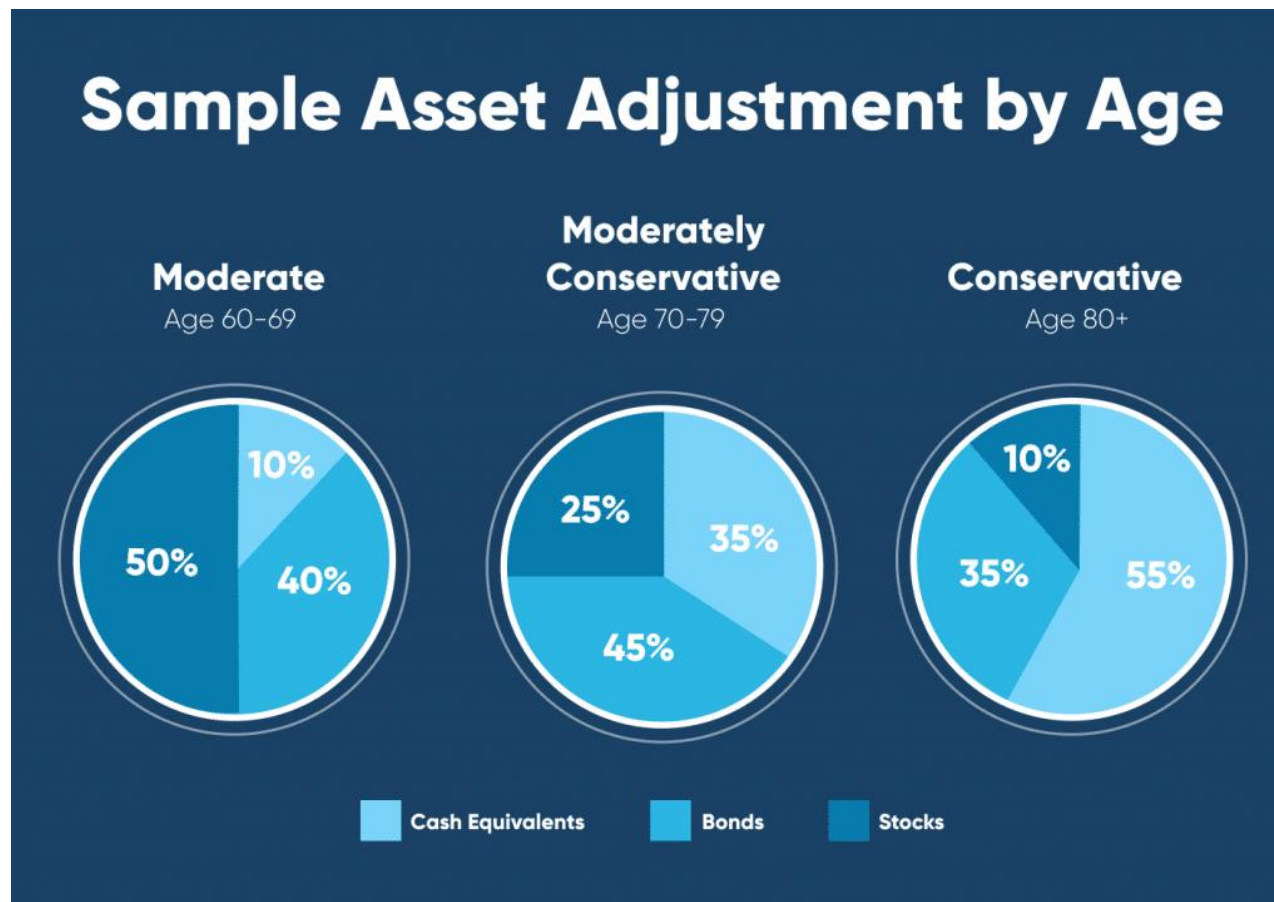 Sample Asset Adjustment by Age
Moderate
Age 60-69
10%
50%
40%
Moderately
Conservative
Age 70-79
25%
35%
45%
Conservative
Age 80+
10%
35%
55%
Cash Equivalents
Bonds
Stocks